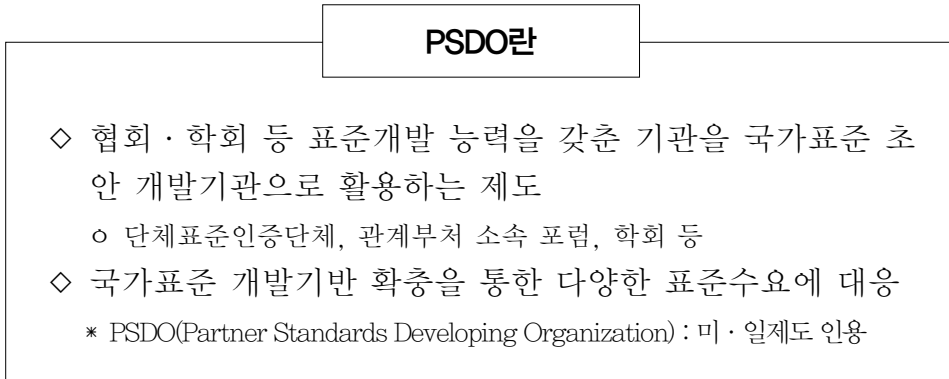 PSDO란
◇ 협회 · 학회 등 표준개발 능력을 갖춘 기관을 국가표준 초
안 개발기관으로 활용하는 제도
ㅇ 단체표준인증단체, 관계부처 소속 포럼, 학회 등
◇ 국가표준 개발기반 확충을 통한 다양한 표준수요에 대응
* PSDO(Partner Standards Developing Organization) : 미 · 일제도 인용